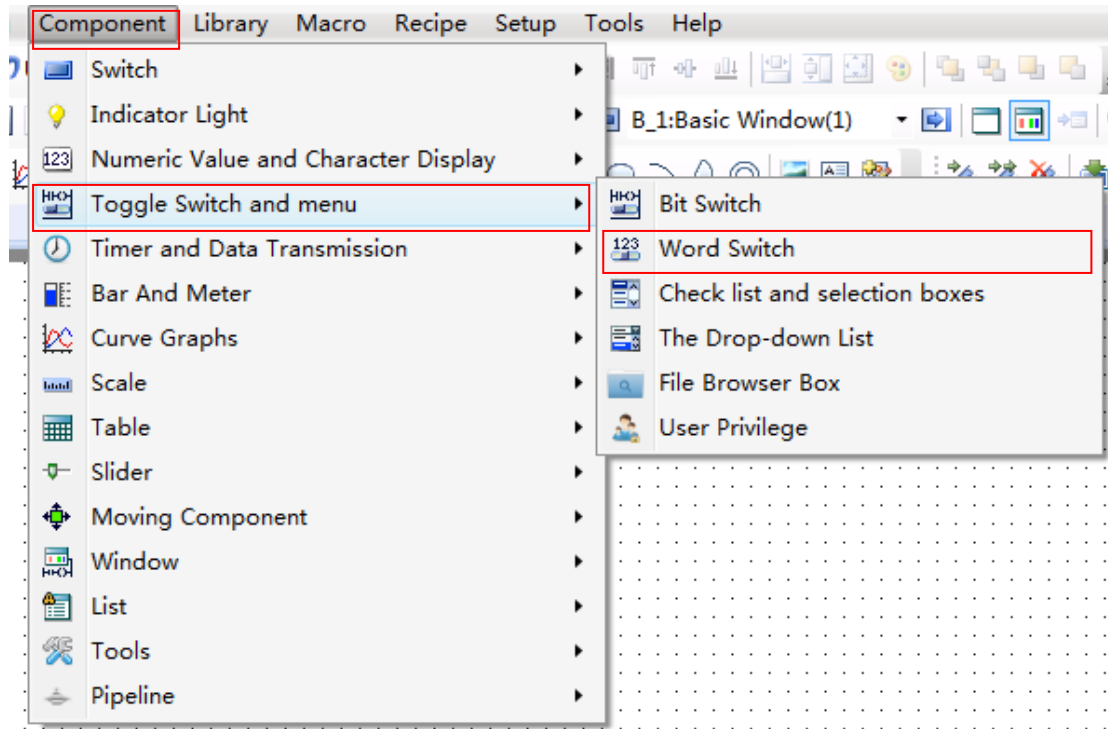 Component Library Macro Recipe Setup Tools Help
Switch
Indicator Light
B_1:Basic Window(1)
123 Numeric Value and Character Display
Toggle Switch and menu
Bit Switch
Timer and Data Transmission
123 Word Switch
Bar And Meter
Check list and selection boxes
Curve Graphs
The Drop-down List
Scale
File Browser Box
Table
User Privilege
Slider
Moving Component
Window
List
Tools
Pipeline